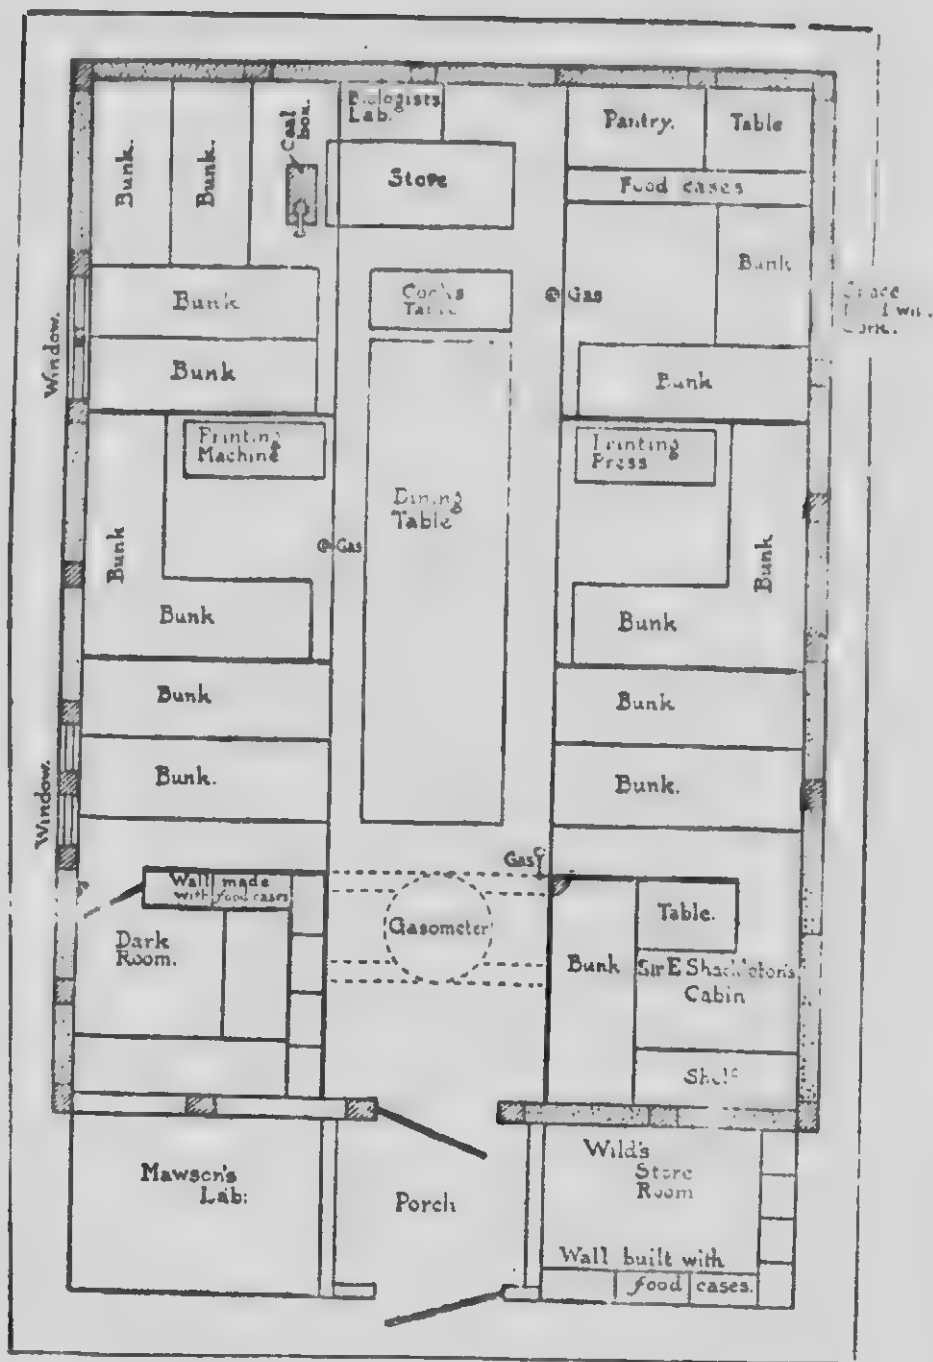 Biologists
Lab.
Pantry.
Table
Coal
box.
Bunk.
Bunk.
Stove
Food cases
Bunk
Bunk
Cook's
Table
Gas
Window.
Bunk
Bunk
Printing
Machine
Printing
Press
Dining
Table
Bunk
Gas
Bunk
Bunk
Bunk
Bunk
Bunk
Bunk.
Bunk.
Window.
Gas
Wall made
with food cases
Dark
Room.
Gasometer
Bunk
Table.
Sir E Shackleton's
Cabin
Shelf
Mawson's
Lab:
Porch
Wild's
Store
Room
Wall built with
food cases.